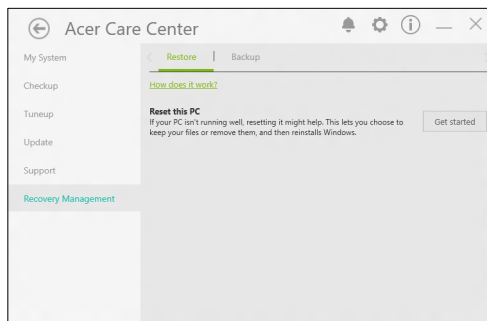 Acer Care Center
My System
Restore
Backup
Checkup
How does it work?
Tuneup
Reset this PC
If your PC isn't running well, resetting it might help. This lets you choose to
keep your files or remove them, and then reinstalls Windows.
Get started
Update
Support
Recovery Management